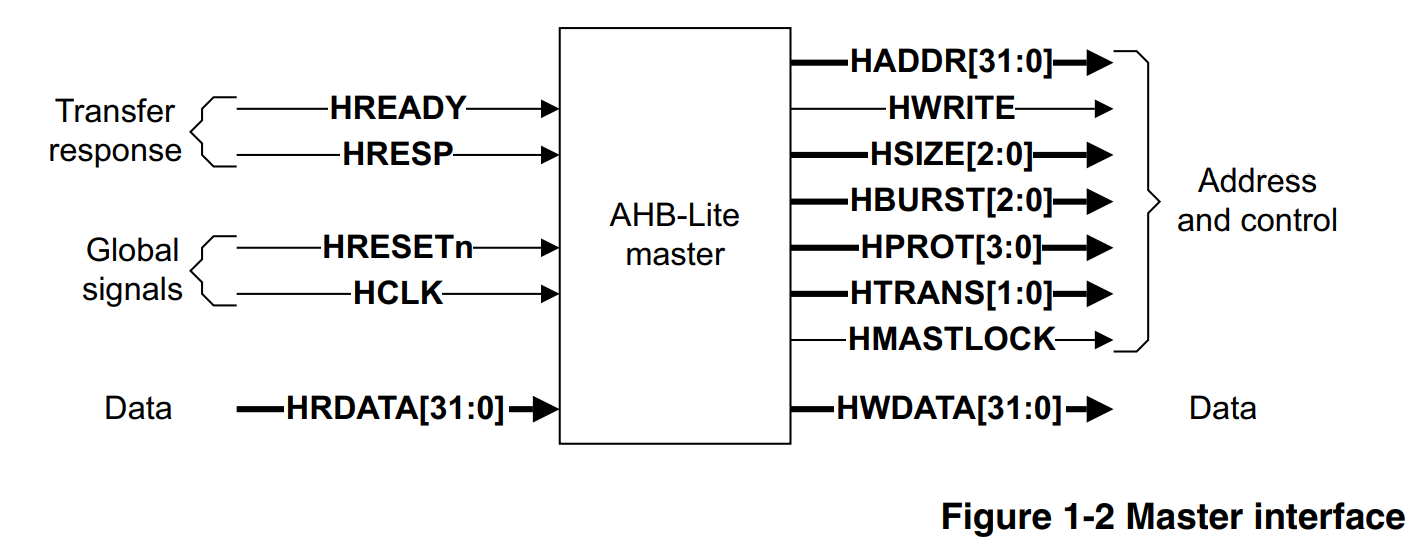 Transfer
response
HREADY
HRESP
Global
signals
HRESETn
HCLK
Data
HRDATA[31:0]
AHB-Lite
master
HADDR[31:0]
HWRITE
HSIZE[2:0]
HBURST[2:0]
HPROT[3:0]
HTRANS[1:0]
HMASTLOCK
Address
and control
HWDATA[31:0]
Data
Figure 1-2 Master interface